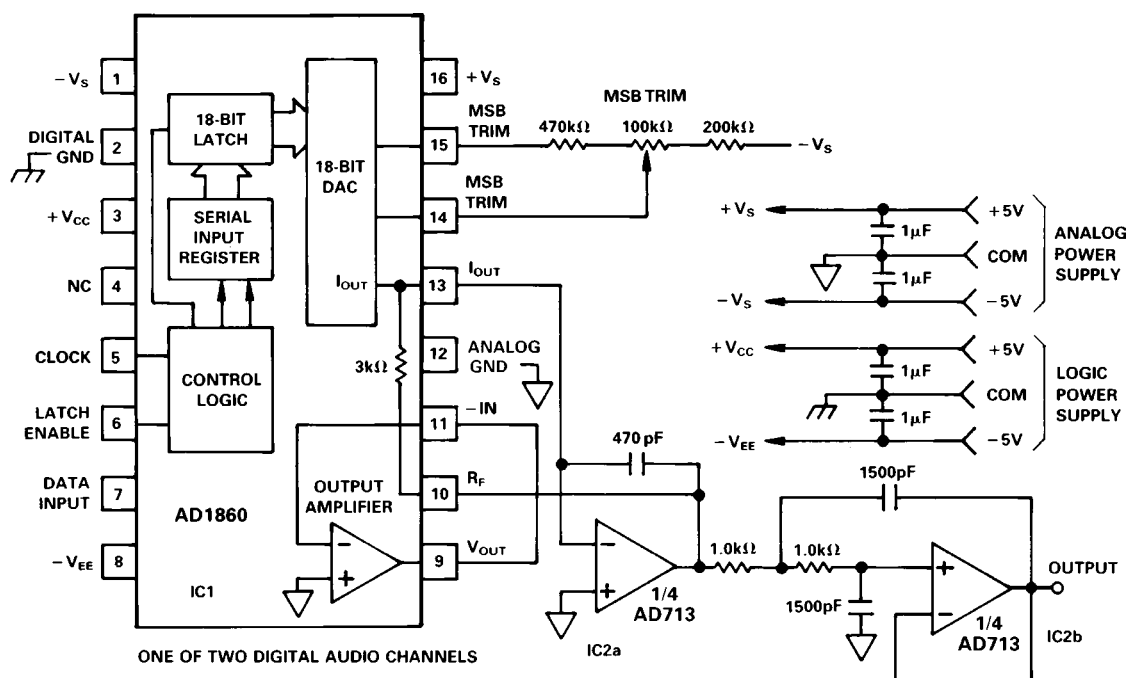 − VS
1
DIGITAL
GND
2
+ VCC
3
NC
4
CLOCK
5
LATCH
ENABLE
6
DATA
INPUT
7
− VEE
8
18-BIT
LATCH
SERIAL
INPUT
REGISTER
CONTROL
LOGIC
AD1860
IC1
18-BIT
DAC
IOUT
3kΩ
OUTPUT
AMPLIFIER
−
+
16
+ VS
15
MSB
TRIM
14
MSB
TRIM
13
IOUT
12
ANALOG
GND
11
− IN
10
RF
9
VOUT
MSB TRIM
470kΩ
100kΩ
200kΩ
− VS
+ VS
+ 5V
1µF
COM
1µF
− VS
− 5V
ANALOG
POWER
SUPPLY
+ VCC
+ 5V
1µF
COM
1µF
− VEE
− 5V
LOGIC
POWER
SUPPLY
470 pF
−
+
1/4
AD713
IC2a
1.0kΩ
1.0kΩ
1500pF
1500pF
+
−
1/4
AD713
IC2b
OUTPUT
ONE OF TWO DIGITAL AUDIO CHANNELS